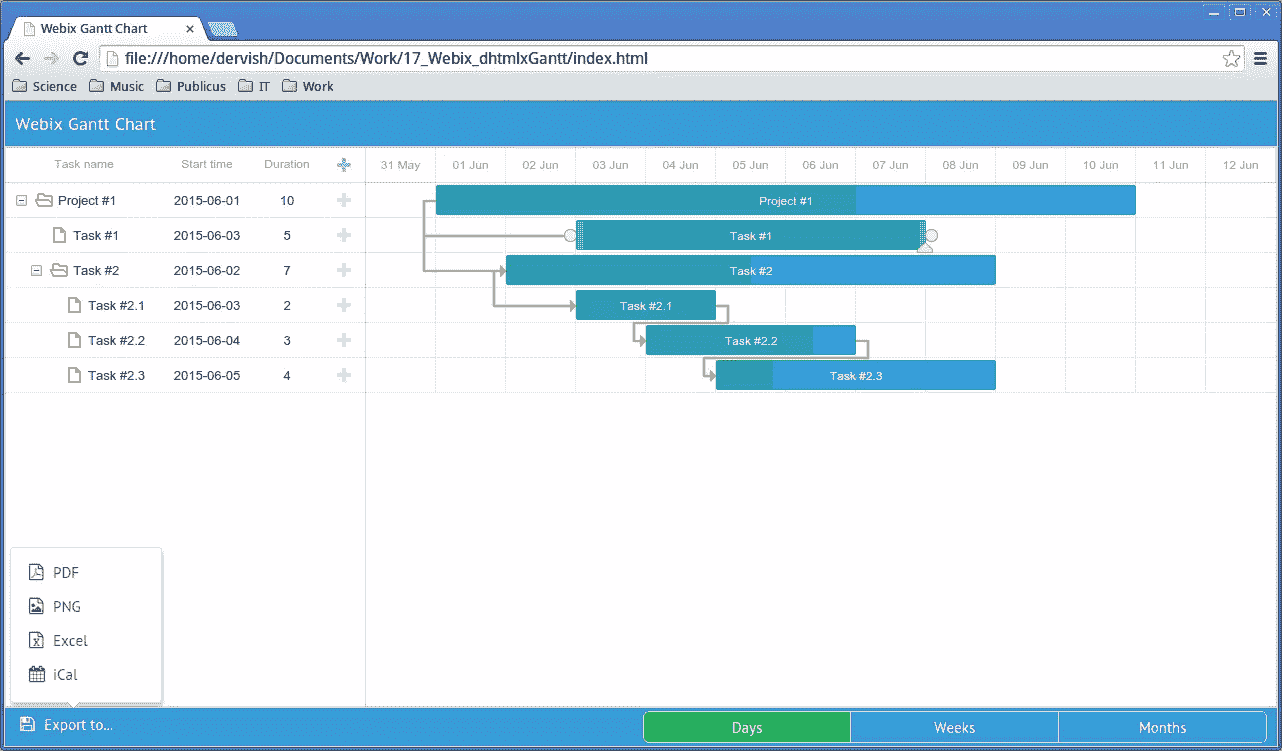 Webix Gantt Chart
file:///home/dervish/Documents/Work/17_Webix_dhtmlxGantt/index.html
Science Music Publicus IT Work
Webix Gantt Chart
Task name Start time Duration 31 May 01 Jun 02 Jun 03 Jun 04 Jun 05 Jun 06 Jun 07 Jun 08 Jun 09 Jun 10 Jun 11 Jun 12 Jun
Project #1 2015-06-01 10 Project #1
Task #1 2015-06-03 5 Task #1
Task #2 2015-06-02 7 Task #2
Task #2.1 2015-06-03 2 Task #2.1
Task #2.2 2015-06-04 3 Task #2.2
Task #2.3 2015-06-05 4 Task #2.3
PDF
PNG
Excel
iCal
Export to... Days Weeks Months